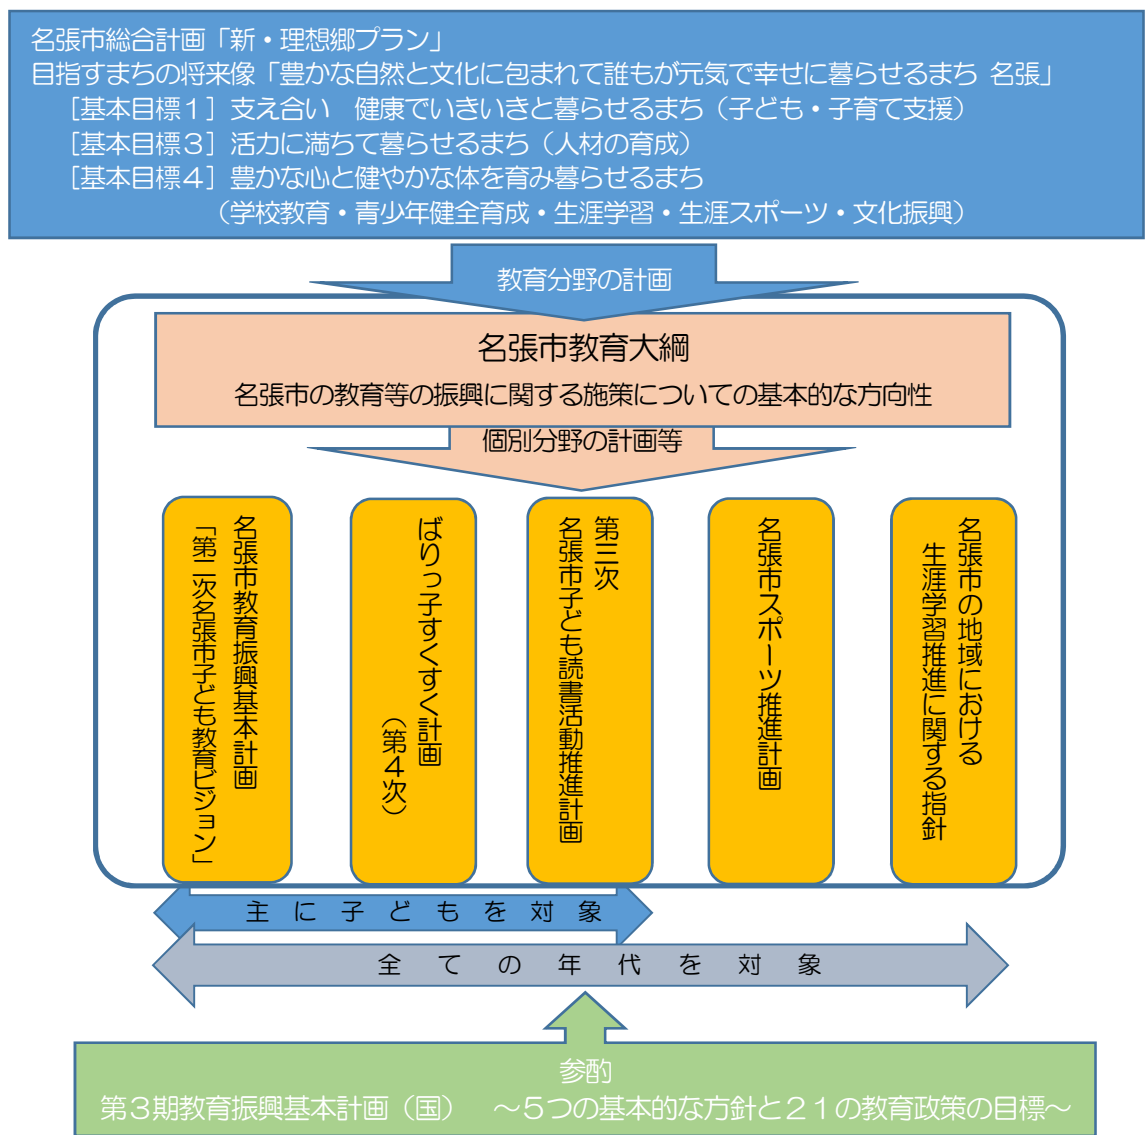 名張市総合計画「新・理想郷プラン」
目指すまちの将来像「豊かな自然と文化に包まれて誰もが元気で幸せに暮らせるまち 名張」
［基本目標１］支え合い　健康でいきいきと暮らせるまち（子ども・子育て支援）
［基本目標３］活力に満ちて暮らせるまち（人材の育成）
［基本目標４］豊かな心と健やかな体を育み暮らせるまち
（学校教育・青少年健全育成・生涯学習・生涯スポーツ・文化振興）
教育分野の計画
名張市教育大綱
名張市の教育等の振興に関する施策についての基本的な方向性
個別分野の計画等
名張市教育振興基本計画
「第二次名張市子ども教育ビジョン」
ばりっ子すくすく計画
（第４次）
第三次
名張市子ども読書活動推進計画
名張市スポーツ推進計画
名張市の地域における
生涯学習推進に関する指針
主に子どもを対象
全ての年代を対象
参酌
第３期教育振興基本計画（国）　～５つの基本的な方針と２１の教育政策の目標～